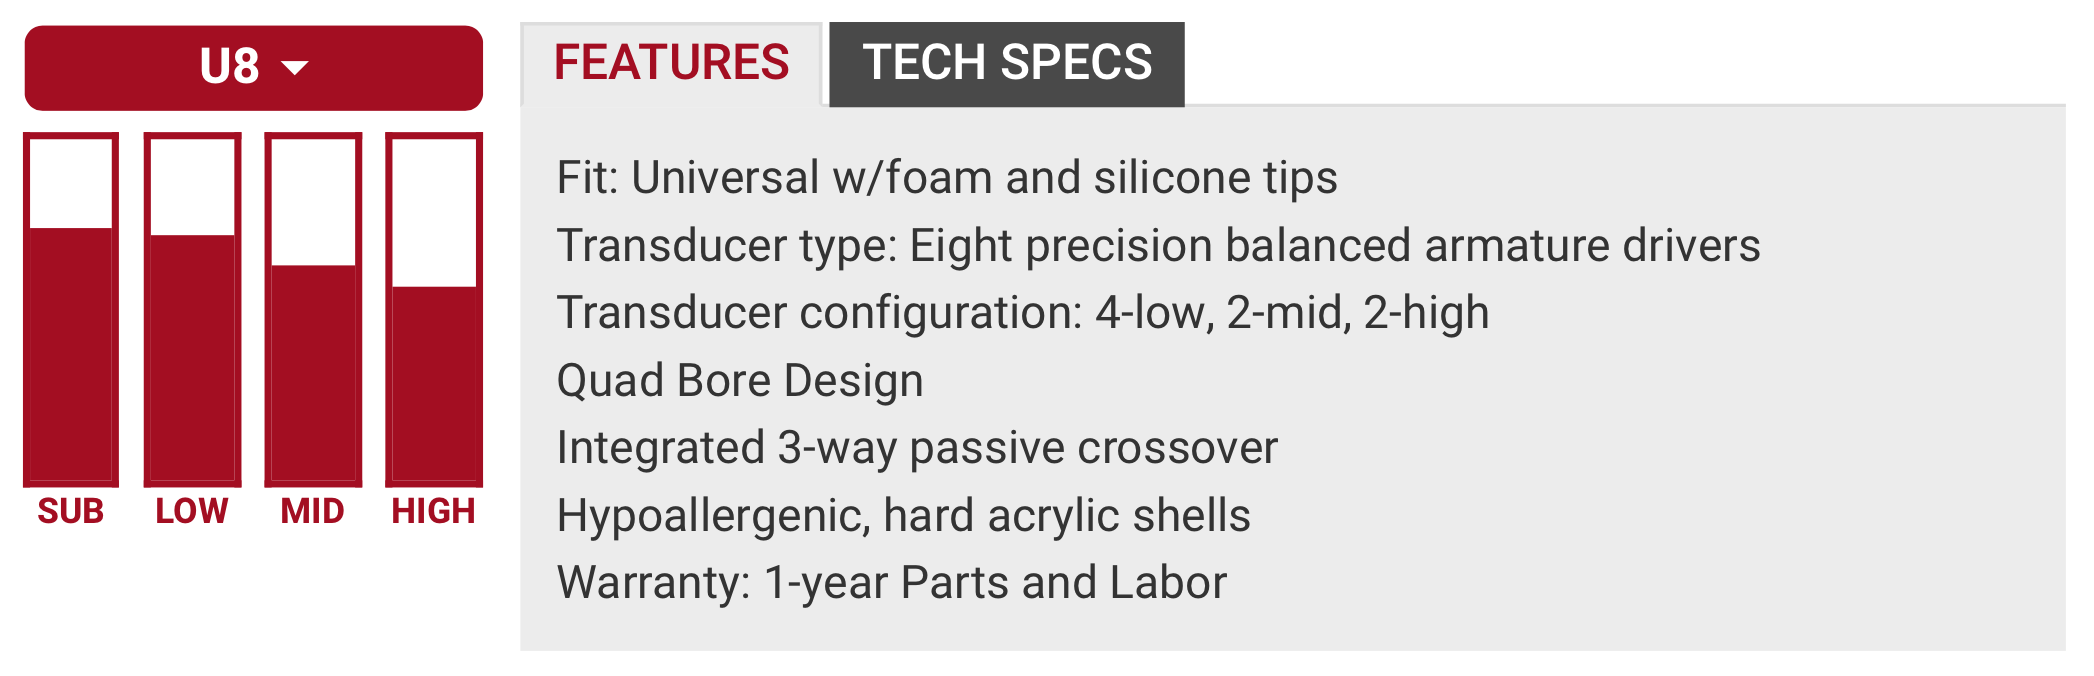 U8
SUB LOW MID HIGH
FEATURES TECH SPECS
Fit: Universal w/foam and silicone tips
Transducer type: Eight precision balanced armature drivers
Transducer configuration: 4-low, 2-mid, 2-high
Quad Bore Design
Integrated 3-way passive crossover
Hypoallergenic, hard acrylic shells
Warranty: 1-year Parts and Labor